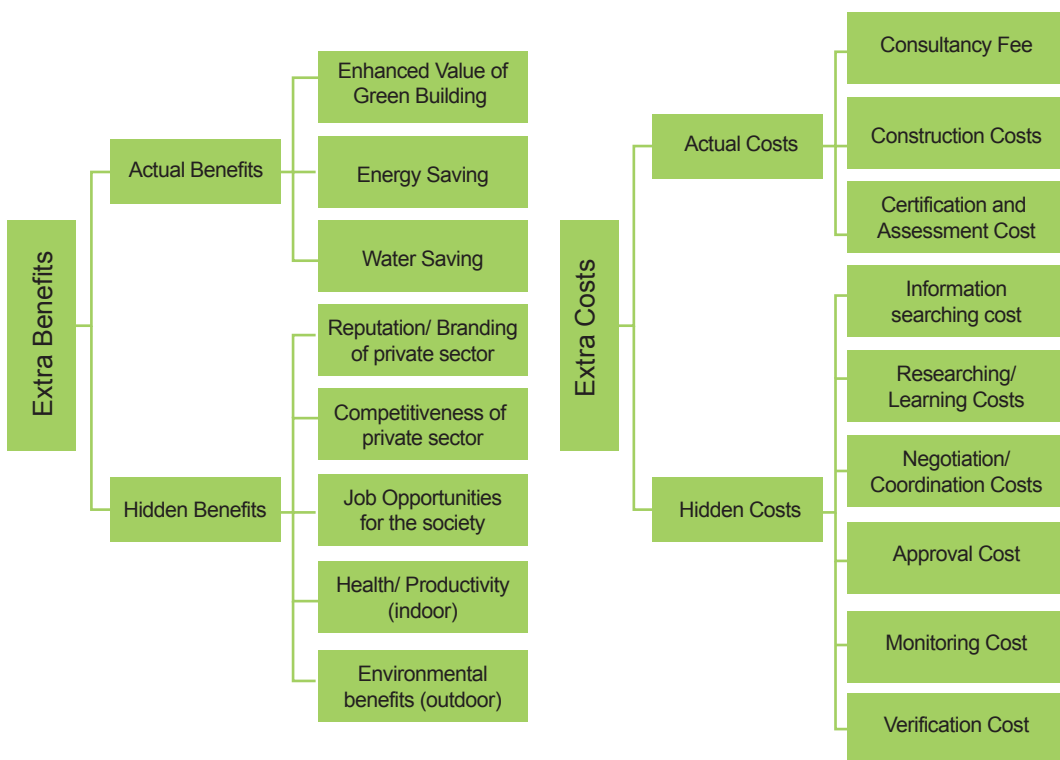 Extra Benefits
Actual Benefits
Enhanced Value of
Green Building
Energy Saving
Water Saving
Hidden Benefits
Reputation/ Branding
of private sector
Competitiveness of
private sector
Job Opportunities
for the society
Health/ Productivity
(indoor)
Environmental
benefits (outdoor)
Extra Costs
Actual Costs
Consultancy Fee
Construction Costs
Certification and
Assessment Cost
Hidden Costs
Information
searching cost
Researching/
Learning Costs
Negotiation/
Coordination Costs
Approval Cost
Monitoring Cost
Verification Cost